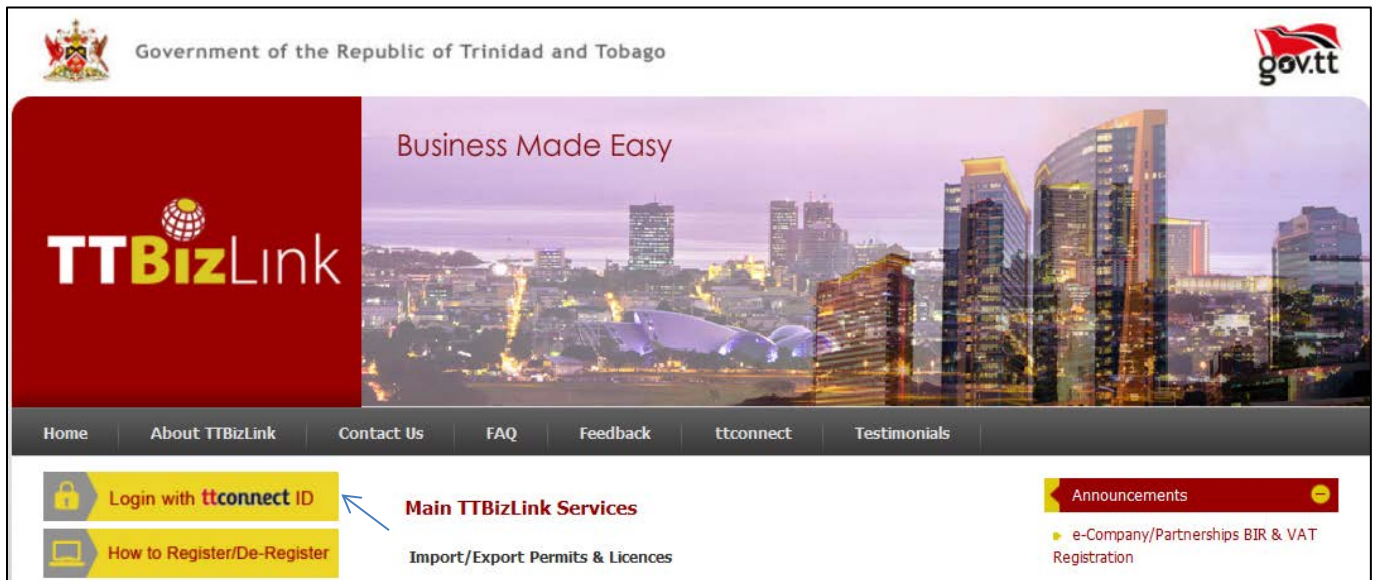 Government of the Republic of Trinidad and Tobago
gov.tt
Business Made Easy
TTBizLink
Home
About TTBizLink
Contact Us
FAQ
Feedback
ttconnect
Testimonials
Login with ttconnect ID
How to Register/De-Register
Main TTBizLink Services
Import/Export Permits & Licences
Announcements
e-Company/Partnerships BIR & VAT
Registration